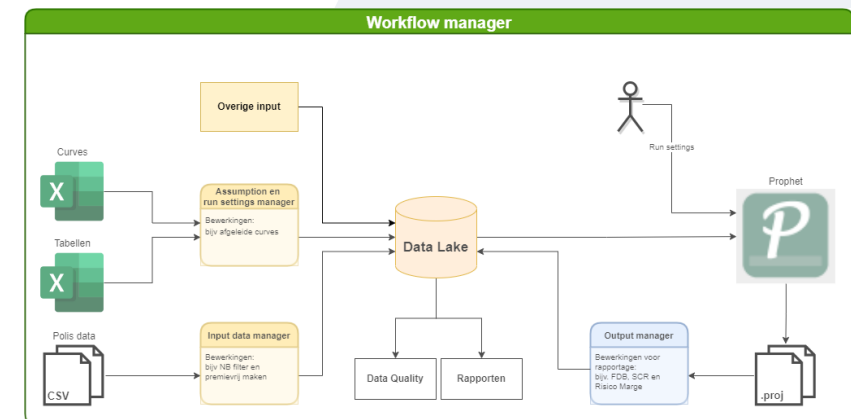 Workflow manager
Overige input
Run settings
Curves
X
Assumption en
run settings manager
Bewerkingen:
bijv afgeleide curves
Prophet
P
Tabellen
X
Data Lake
Polis data
CSV
Input data manager
Bewerkingen:
bijv NB filter en
premievrij maken
Data Quality
Rapporten
Output manager
Bewerkingen voor
rapportage:
bijv. FDB, SCR en
Risico Marge
.proj